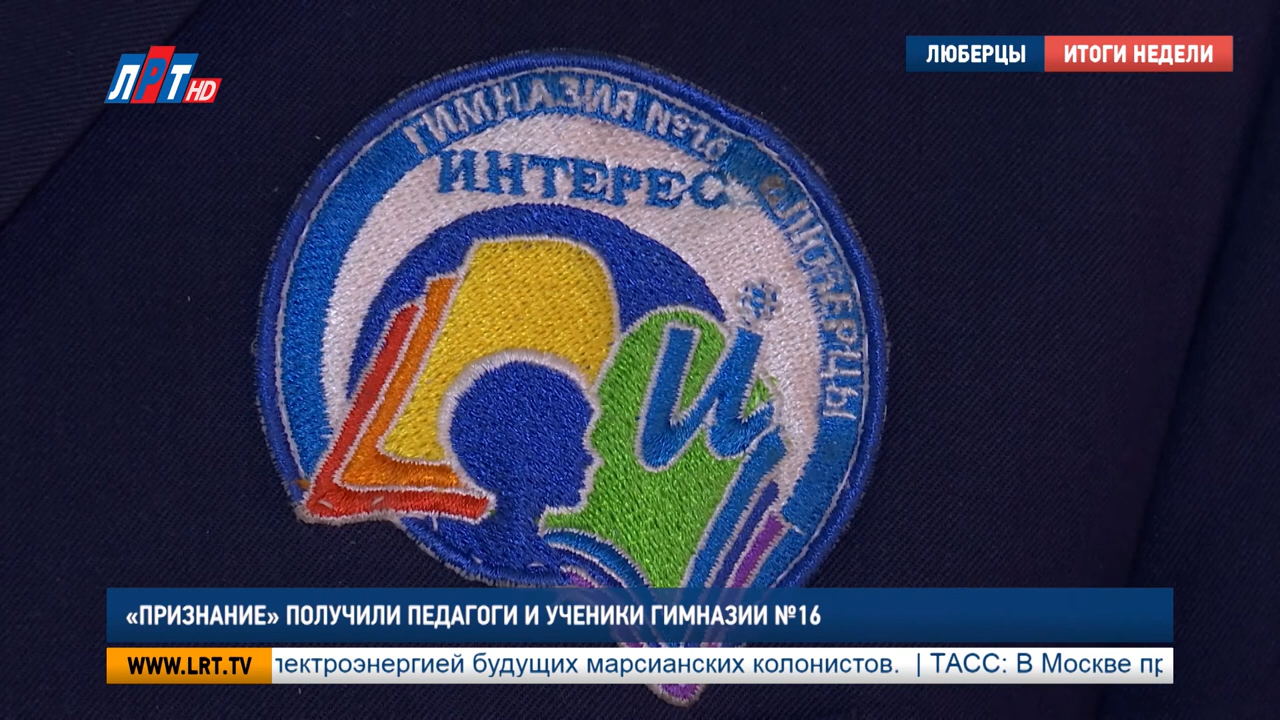 ЛРТ HD
ЛЮБЕРЦЫ ИТОГИ НЕДЕЛИ
ГИМНАЗИЯ №16
ИНТЕРЕС
Г.ЛЮБЕРЦЫ
И
«ПРИЗНАНИЕ» ПОЛУЧИЛИ ПЕДАГОГИ И УЧЕНИКИ ГИМНАЗИИ №16
WWW.LRT.TV лектроэнергией будущих марсианских колонистов. | ТАСС: В Москве пр